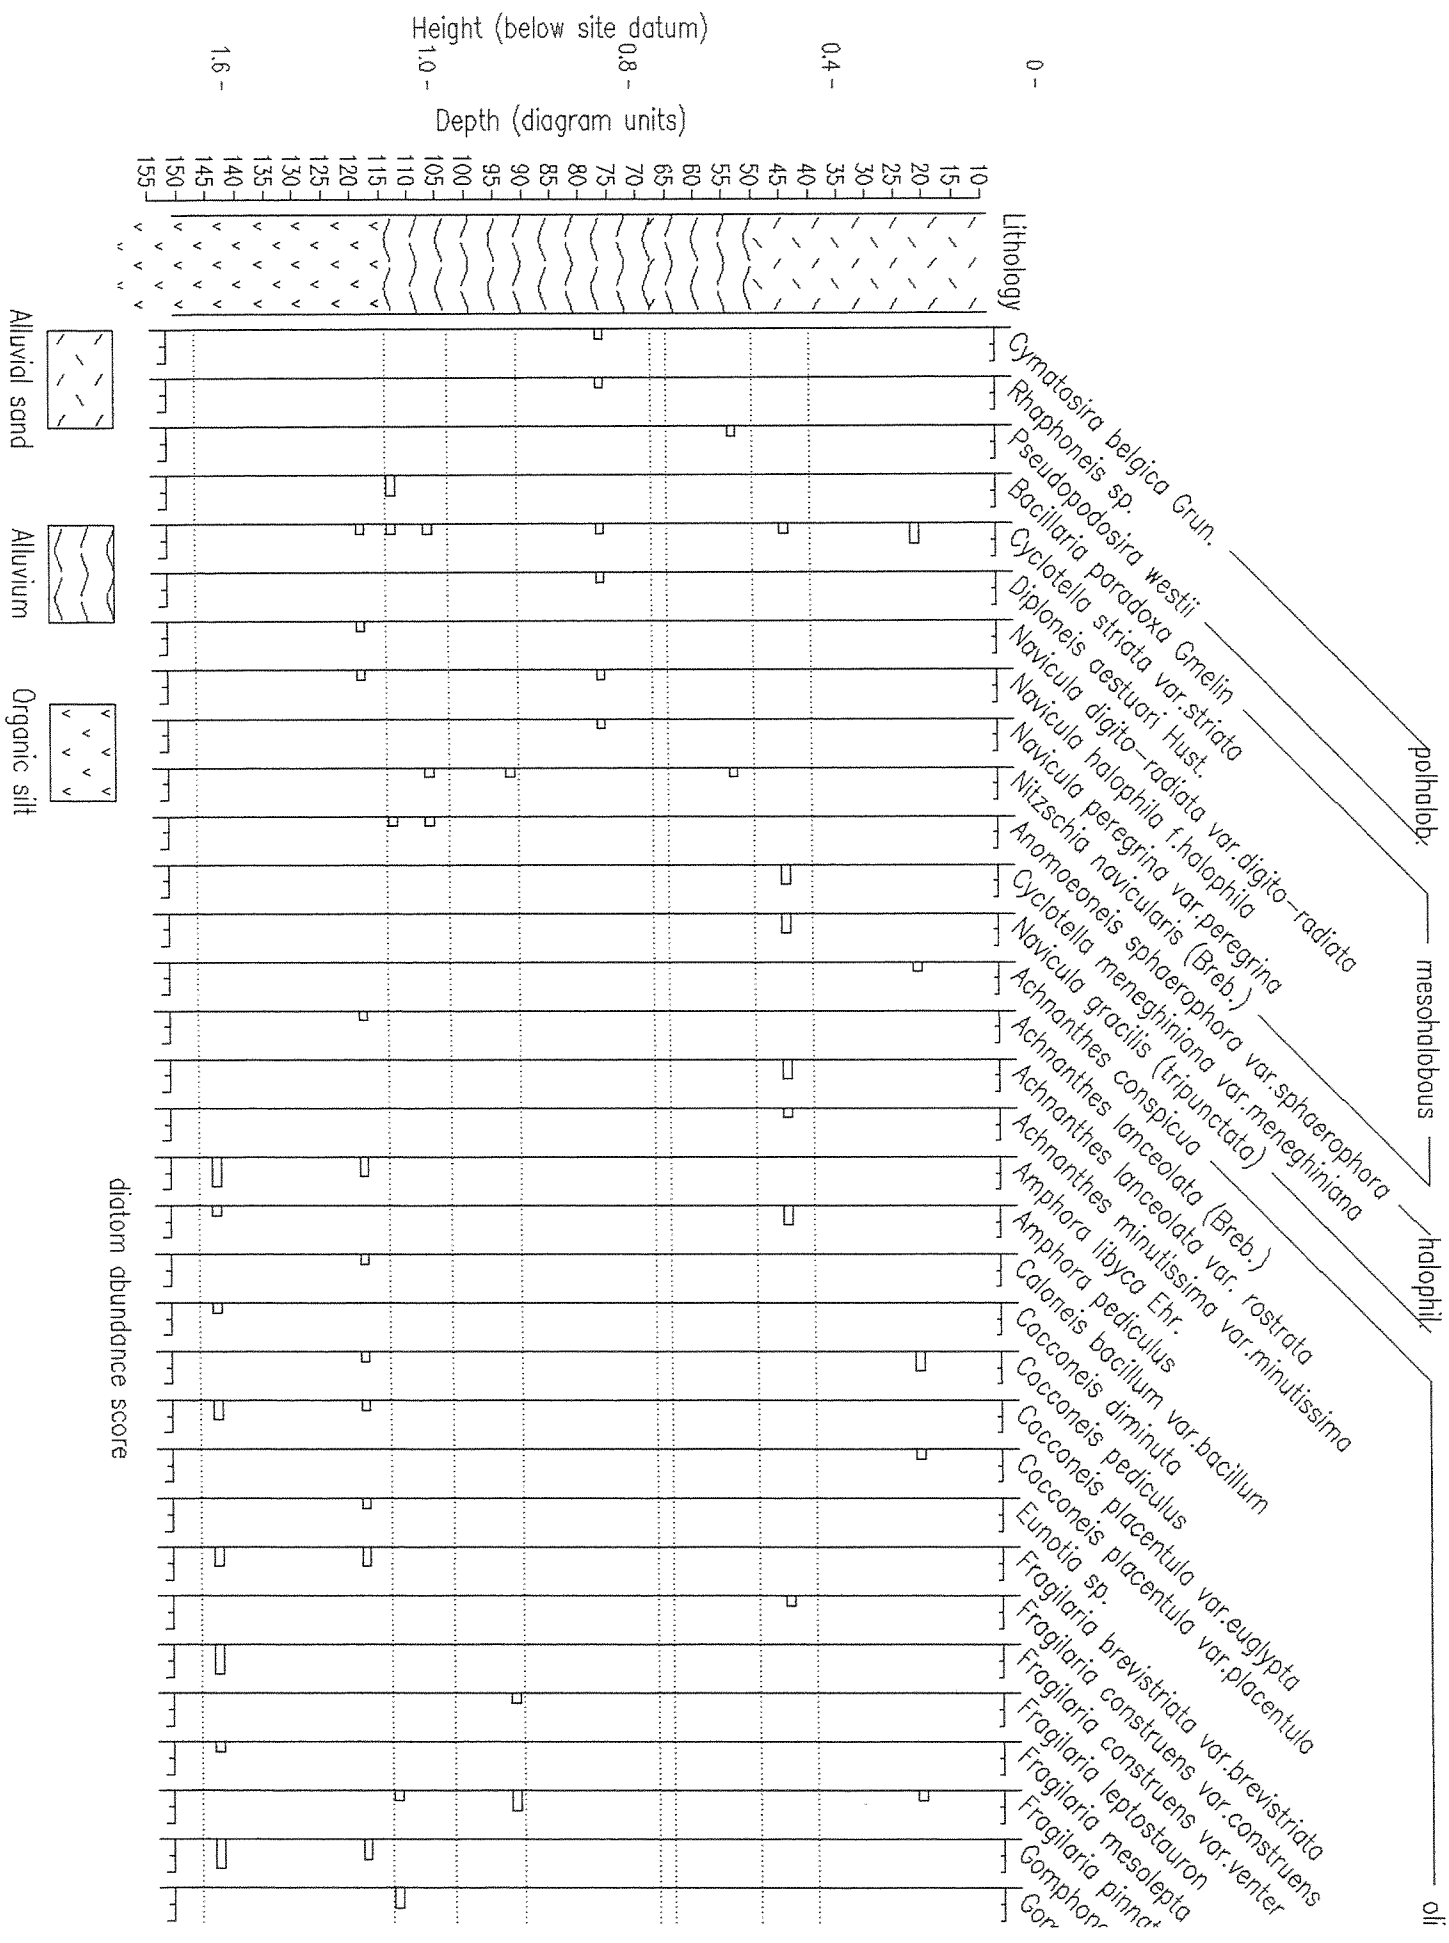 Height (below site datum)
0 -
0.4 -
0.8 -
1.0 -
1.6 -
Depth (diagram units)
10
15
20
25
30
35
40
45
50
55
60
65
70
75
80
85
90
95
100
105
110
115
120
125
130
135
140
145
150
155
Lithology
Cymatosira belgica Grun.
Rhaphoneis sp.
Pseudopodosira westii
Bacillaria paradoxa Gmelin
Cyclotella striata var.striata
Diploneis aestuari Hust.
Navicula digito-radiata var.digito-radiata
Navicula halophila f.halophila
Navicula peregrina var.peregrina
Nitzschia navicularis (Breb.)
Anomoeoneis sphaerophora var.sphaerophora
Cyclotella meneghiniana var.meneghiniana
Navicula gracilis (tripunctata)
Achnanthes conspicua
Achnanthes lanceolata (Breb.)
Achnanthes lanceolata var. rostrata
Achnanthes minutissima var.minutissima
Amphora libyca Ehr.
Amphora pediculus
Caloneis bacillum var.bacillum
Cocconeis diminuta
Cocconeis pediculus
Cocconeis placentula var.euglypta
Cocconeis placentula var.placentula
Eunotia sp.
Fragilaria brevistriata var.brevistriata
Fragilaria construens var.construens
Fragilaria construens var.venter
Fragilaria leptostauron
Fragilaria mesolepta
Fragilaria pinnat
Gomphon
Gom
polhalob.
mesohalobous
halophil.
oli
diatom abundance score
Alluvial sand
Alluvium
Organic silt